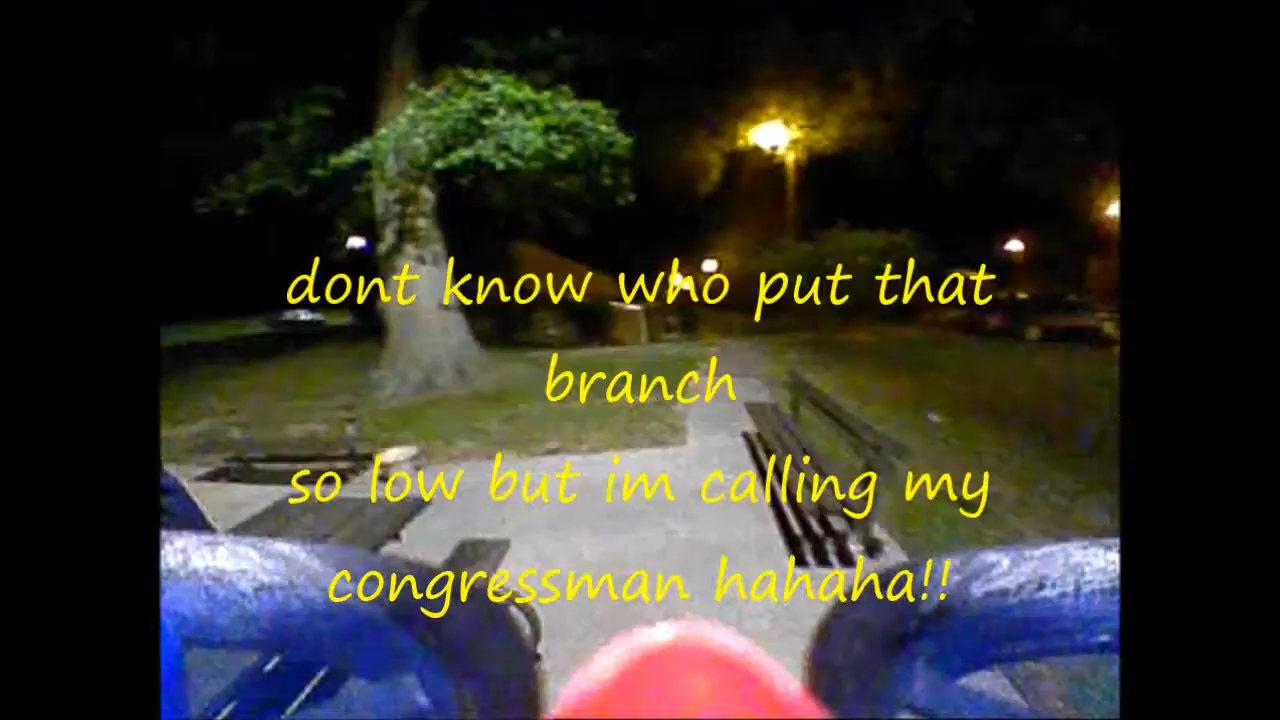 dont know who put that
branch
so low but im calling my
congressman hahaha!!